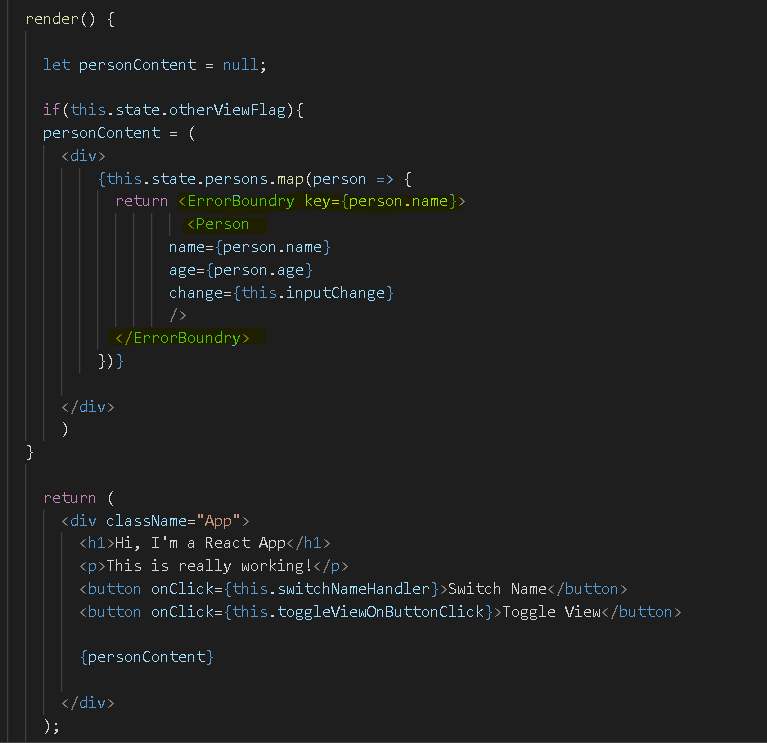 render() {
let personContent = null;
if(this.state.otherViewFlag){
personContent = (
<div>
{this.state.persons.map(person => {
return <ErrorBoundry key={person.name}>
<Person
name={person.name}
age={person.age}
change={this.inputChange}
/>
</ErrorBoundry>
})}
</div>
)
}
return (
<div className="App">
<h1>Hi, I'm a React App</h1>
<p>This is really working!</p>
<button onClick={this.switchNameHandler}>Switch Name</button>
<button onClick={this.toggleViewOnButtonClick}>Toggle View</button>
{personContent}
</div>
);